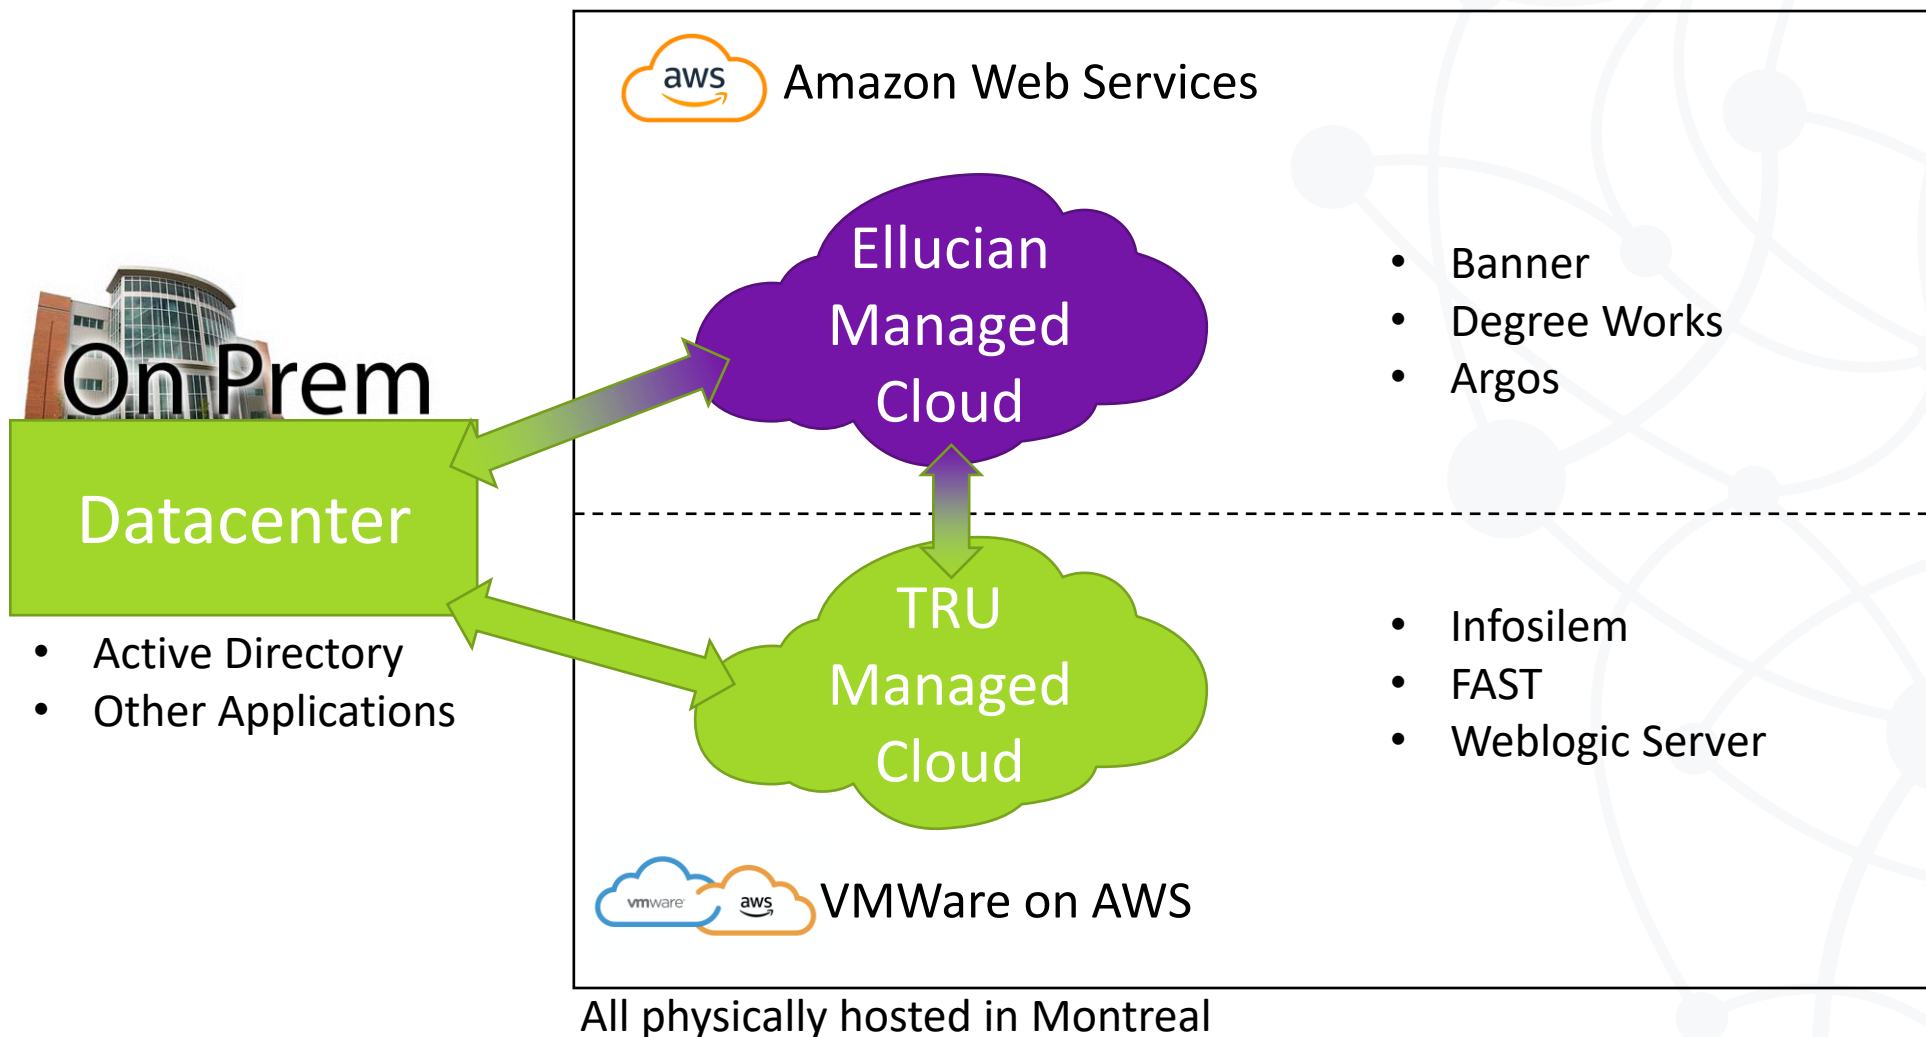 aws
Amazon Web Services
Ellucian
Managed
Cloud
• Banner
• Degree Works
• Argos
On Prem
Datacenter
• Active Directory
• Other Applications
TRU
Managed
Cloud
• Infosilem
• FAST
• Weblogic Server
vmware aws
VMWare on AWS
All physically hosted in Montreal